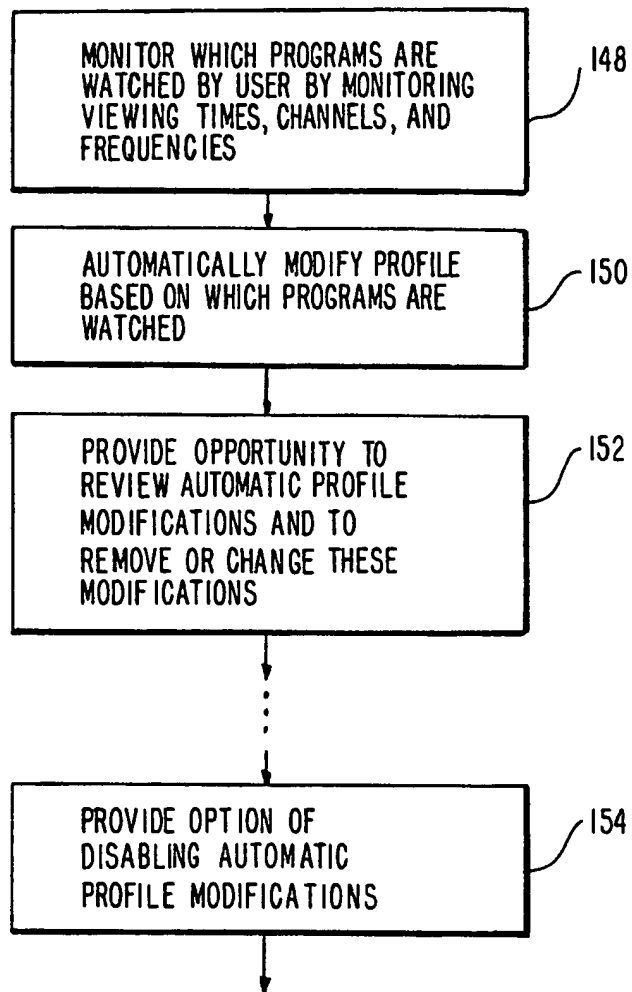 MONITOR WHICH PROGRAMS ARE
WATCHED BY USER BY MONITORING
VIEWING TIMES, CHANNELS, AND
FREQUENCIES
148
AUTOMATICALLY MODIFY PROFILE
BASED ON WHICH PROGRAMS ARE
WATCHED
150
PROVIDE OPPORTUNITY TO
REVIEW AUTOMATIC PROFILE
MODIFICATIONS AND TO
REMOVE OR CHANGE THESE
MODIFICATIONS
152
PROVIDE OPTION OF
DISABLING AUTOMATIC
PROFILE MODIFICATIONS
154